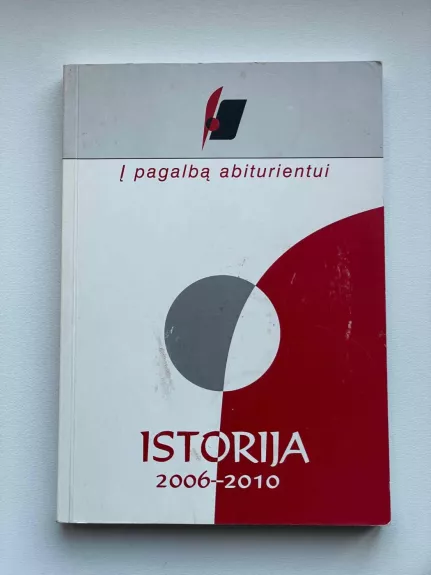 Į pagalbą abiturientui
ISTORIJA
2006–2010